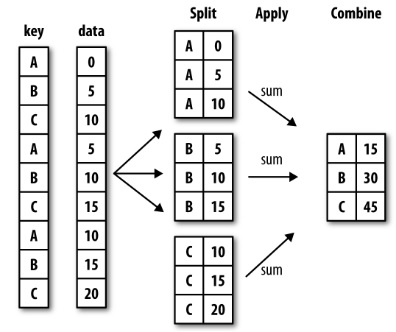 Split Apply Combine
key data
A 0
B 5
C 10
A 5
B 10
C 15
A 10
B 15
C 20
A 0
A 5
A 10
B 5
B 10
B 15
C 10
C 15
C 20
sum
sum
sum
A 15
B 30
C 45